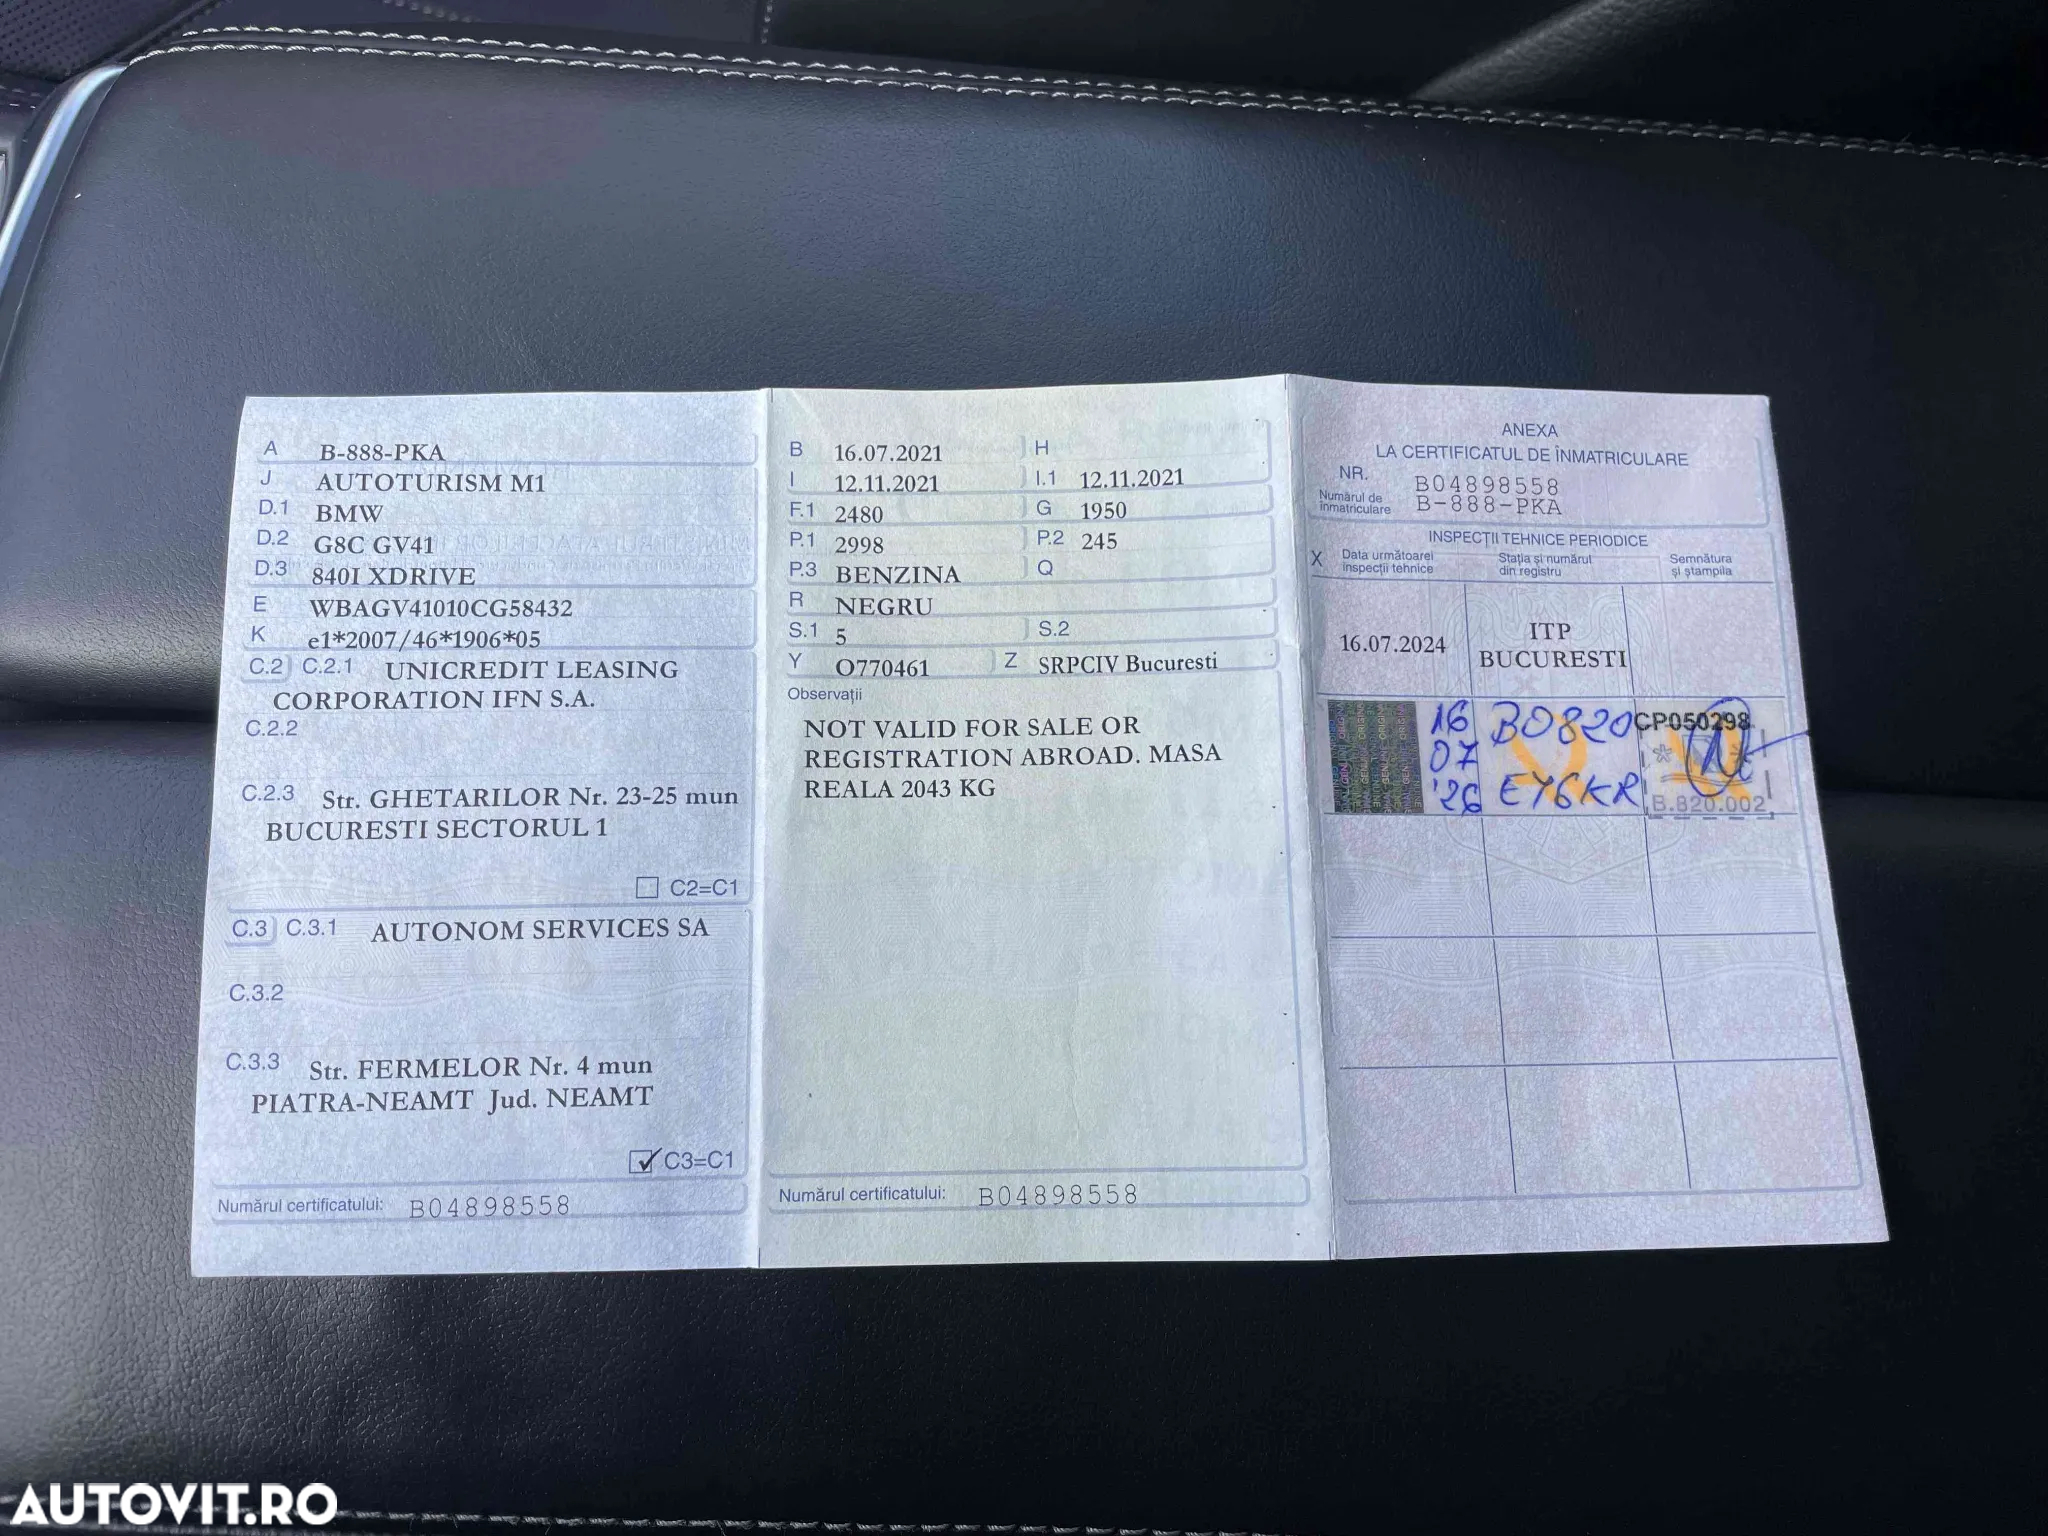 A B-888-PKA
J AUTOTURISM M1
D.1 BMW
D.2 G8C GV41
D.3 840I XDRIVE
E WBAGV41010CG58432
K e1*2007/46*1906*05
C.2 C.2.1 UNICREDIT LEASING
CORPORATION IFN S.A.
C.2.2
C.2.3 Str. GHETARILOR Nr. 23-25 mun
BUCURESTI SECTORUL 1
C2=C1
C.3 C.3.1 AUTONOM SERVICES SA
C.3.2
C.3.3 Str. FERMELOR Nr. 4 mun
PIATRA-NEAMT Jud. NEAMT
C3=C1
Numărul certificatului: B04898558
B 16.07.2021 H
I 12.11.2021 I.1 12.11.2021
F.1 2480 G 1950
P.1 2998 P.2 245
P.3 BENZINA Q
R NEGRU
S.1 5 S.2
Y O770461 Z SRPCIV Bucuresti
Observații
NOT VALID FOR SALE OR
REGISTRATION ABROAD. MASA
REALA 2043 KG
Numărul certificatului: B04898558
ANEXA
LA CERTIFICATUL DE ÎNMATRICULARE
NR. B04898558
Numărul de
înmatriculare B-888-PKA
INSPECȚII TEHNICE PERIODICE
X Data următoarei
inspecții tehnice
Stația și numărul
din registru
Semnătura
și ștampila
16.07.2024 ITP
BUCURESTI
16 B0820 CP050298
07
'26 EY6KR B.820.002
AUTOVIT.RO